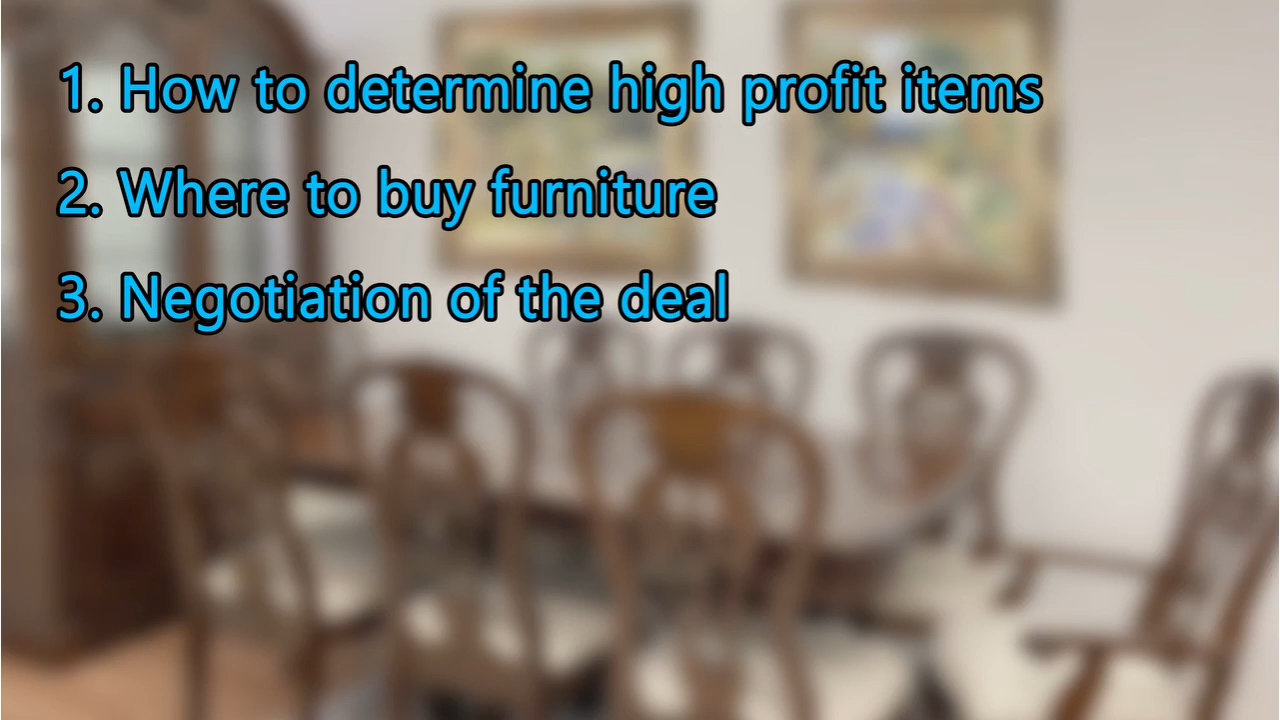 1. How to determine high profit items
2. Where to buy furniture
3. Negotiation of the deal